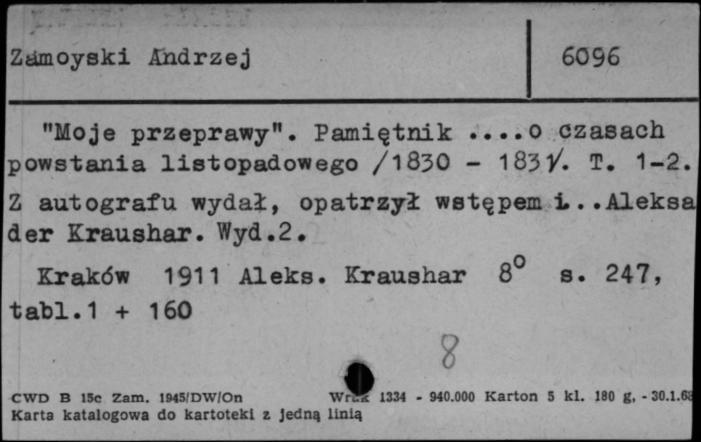 Zamoyski Andrzej 6096
"Moje przeprawy". Pamiętnik ....o czasach
powstania listopadowego /1830 - 1831/. T. 1-2.
Z autografu wydał, opatrzył wstępem i...Aleksa
der Kraushar. Wyd.2.
Kraków 1911 Aleks. Kraushar 8° s. 247,
tabl.1 + 160
8
CWD B 15c Zam. 1945/DW/On 1334 - 940.000 Karton 5 kl. 180 g, - 30.1.
Karta katalogowa do kartoteki z jedną linią